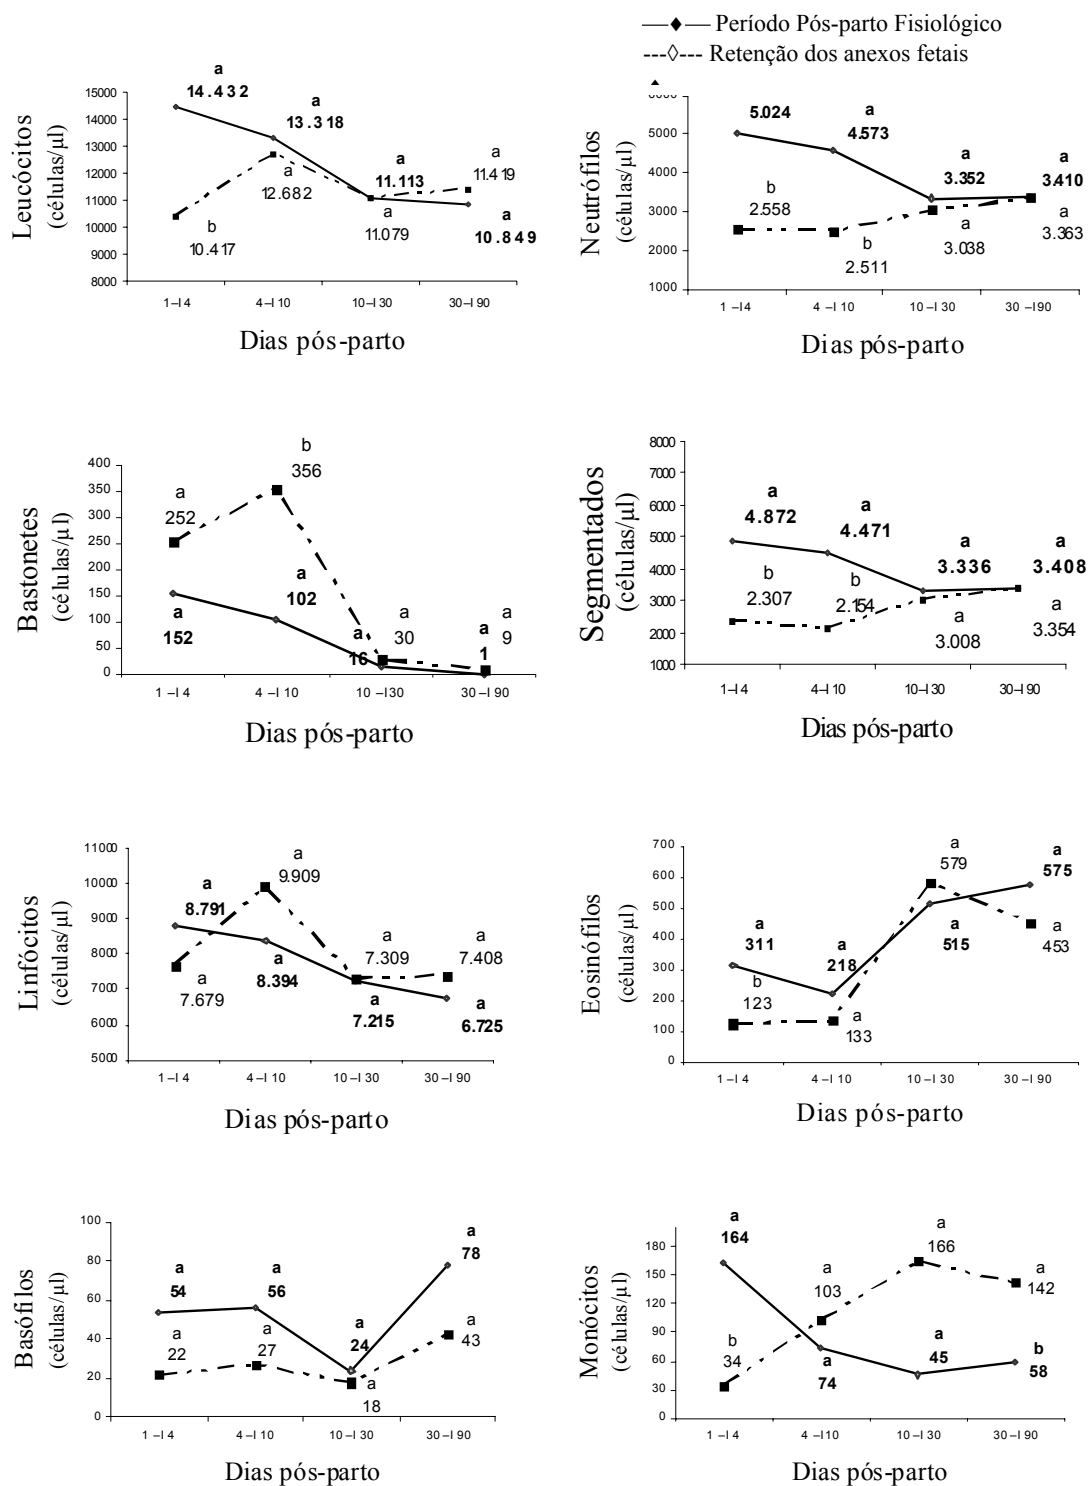 Período Pós-parto Fisiológico
Retenção dos anexos fetais
Leucócitos
(células/µl)
15000
14000
13000
12000
11000
10000
9000
8000
a
14.432
a
13.318
a
11.113
a
11.419
a
12.682
b
10.417
a
11.079
a
10.849
1 –I 4
4 –I 10
10 –I 30
30 –I 90
Dias pós-parto
Neutrófilos
(células/µl)
6000
5000
4000
3000
2000
1000
5.024
a
4.573
a
3.352
a
3.410
b
2.558
b
2.511
a
3.038
a
3.363
1 –I 4
4 –I 10
10 –I 30
30 –I 90
Dias pós-parto
Bastonetes
(células/µl)
400
350
300
250
200
150
100
50
0
a
252
b
356
a
152
a
102
a
16
a
30
a
1
a
9
1 –I 4
4 –I 10
10 –I 30
30 –I 90
Dias pós-parto
Segmentados
(células/µl)
8000
7000
6000
5000
4000
3000
2000
1000
a
4.872
a
4.471
a
3.336
a
3.408
b
2.307
b
2.154
a
3.008
a
3.354
1–I4
4–I10
10–I30
30–I90
Dias pós-parto
Linfócitos
(células/µl)
11000
10000
9000
8000
7000
6000
5000
a
8.791
a
9.909
a
7.679
a
8.394
a
7.309
a
7.215
a
7.408
a
6.725
1 –I 4
4 –I 10
10 –I 30
30 –I 90
Dias pós-parto
Eosinófilos
(células/µl)
700
600
500
400
300
200
100
0
a
311
a
218
a
579
a
575
b
123
a
133
a
515
a
453
1 –I 4
4 –I 10
10 –I 30
30 –I 90
Dias pós-parto
Basófilos
(células/µl)
100
80
60
40
20
0
a
54
a
56
a
24
a
78
a
22
a
27
a
18
a
43
1 –I 4
4 –I 10
10 –I 30
30 –I 90
Dias pós-parto
Monócitos
(células/µl)
180
150
120
90
60
30
0
a
164
a
103
a
166
a
142
b
34
a
74
a
45
b
58
1 –I 4
4 –I 10
10 –I 30
30 –I 90
Dias pós-parto